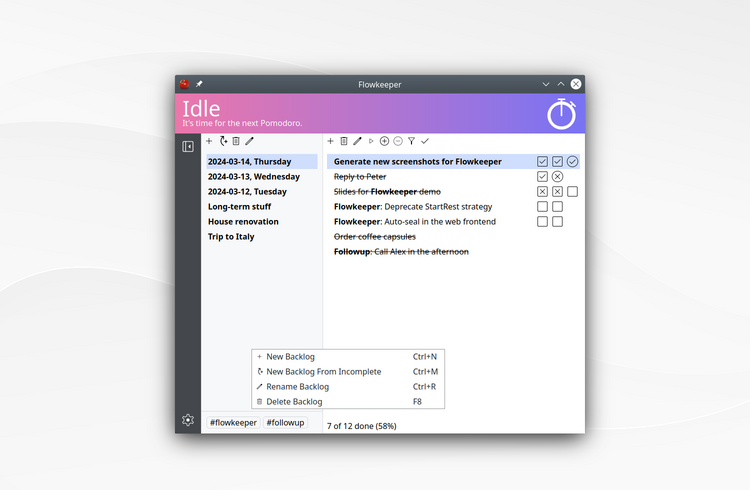 Flowkeeper
Idle
It's time for the next Pomodoro.
2024-03-14, Thursday
2024-03-13, Wednesday
2024-03-12, Tuesday
Long-term stuff
House renovation
Trip to Italy
Generate new screenshots for Flowkeeper
Reply to Peter
Slides for Flowkeeper demo
Flowkeeper: Deprecate StartRest strategy
Flowkeeper: Auto-seal in the web frontend
Order coffee capsules
Followup: Call Alex in the afternoon
New Backlog Ctrl+N
New Backlog From Incomplete Ctrl+M
Rename Backlog Ctrl+R
Delete Backlog F8
#flowkeeper #followup
7 of 12 done (58%)